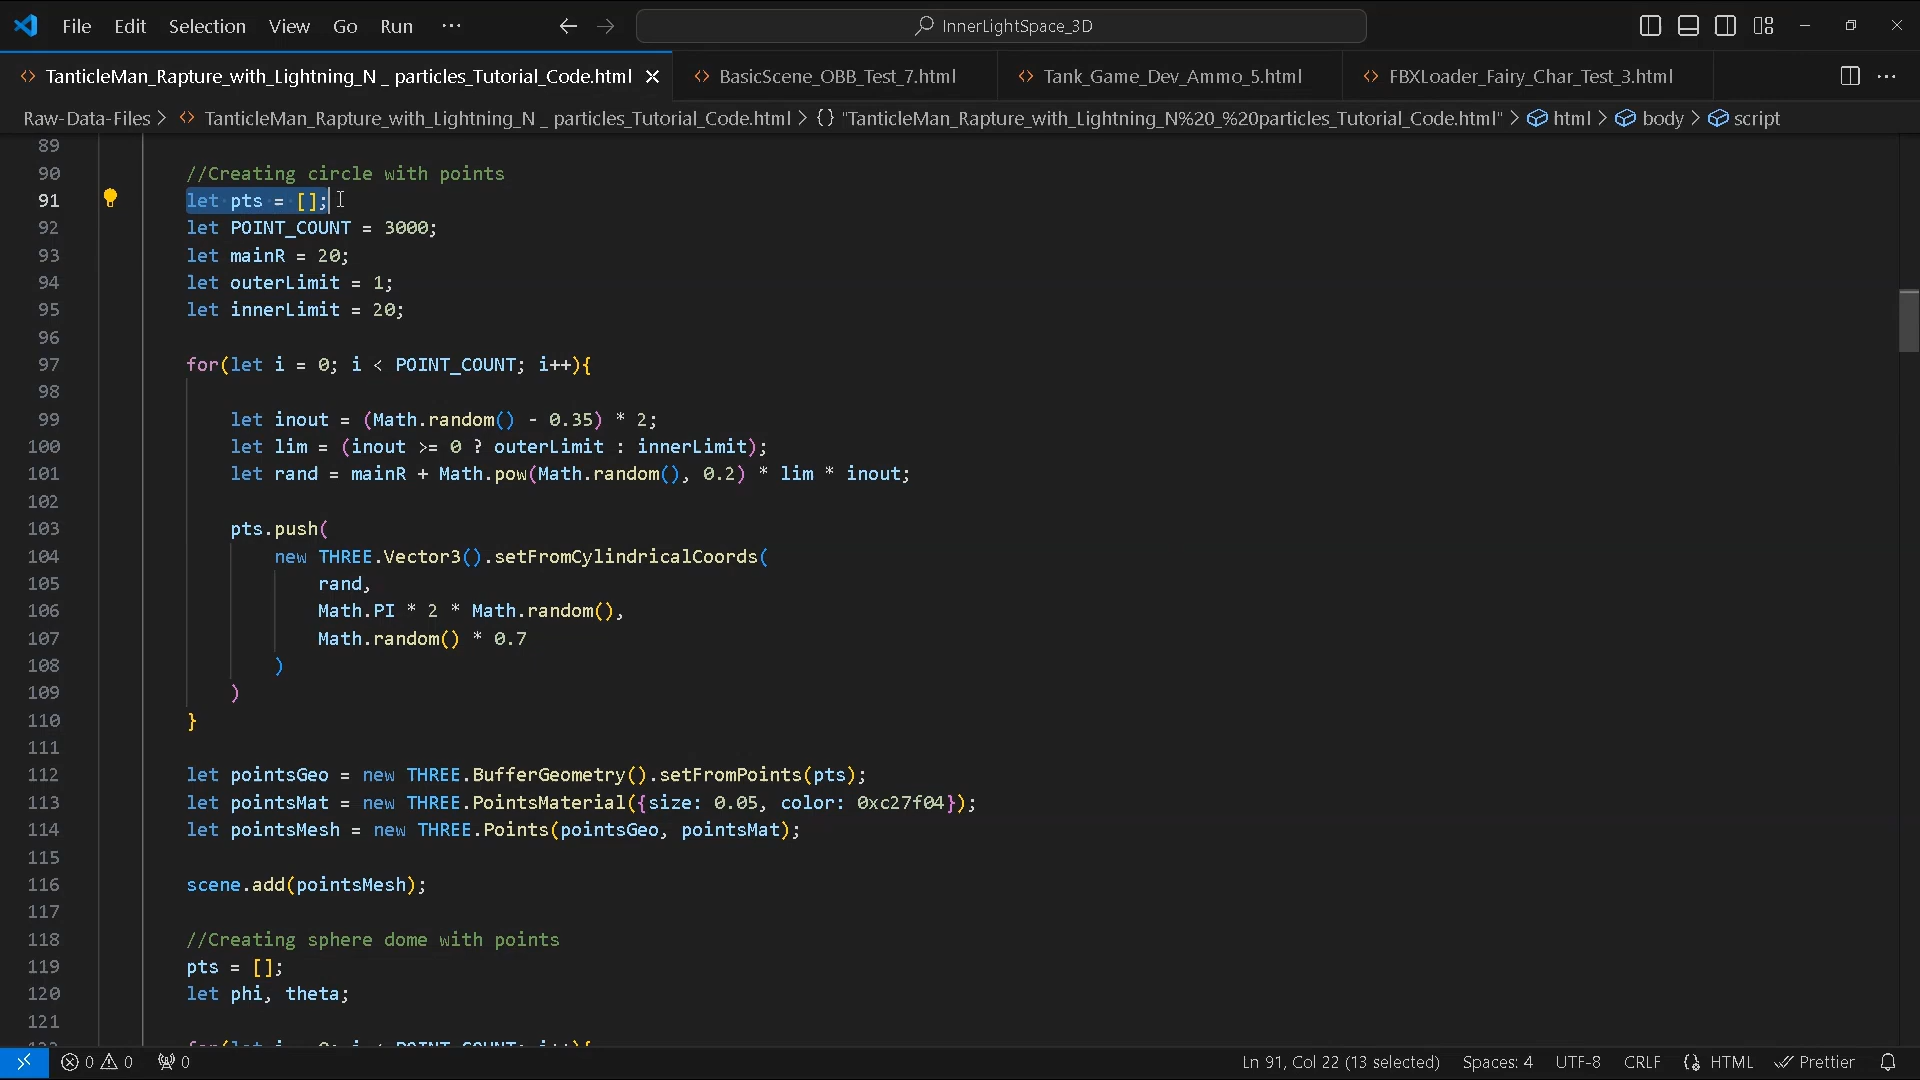 File Edit Selection View Go Run ··· InnerLightSpace_3D
TanticleMan_Rapture_with_Lightning_N _ particles_Tutorial_Code.html BasicScene_OBB_Test_7.html Tank_Game_Dev_Ammo_5.html FBXLoader_Fairy_Char_Test_3.html ···
Raw-Data-Files > TanticleMan_Rapture_with_Lightning_N _ particles_Tutorial_Code.html > {} "TanticleMan_Rapture_with_Lightning_N%20_%20particles_Tutorial_Code.html" > html > body > script
89
90 //Creating circle with points
91 let pts = [];
92 let POINT_COUNT = 3000;
93 let mainR = 20;
94 let outerLimit = 1;
95 let innerLimit = 20;
96
97 for(let i = 0; i < POINT_COUNT; i++){
98
99 let inout = (Math.random() - 0.35) * 2;
100 let lim = (inout >= 0 ? outerLimit : innerLimit);
101 let rand = mainR + Math.pow(Math.random(), 0.2) * lim * inout;
102
103 pts.push(
104 new THREE.Vector3().setFromCylindricalCoords(
105 rand,
106 Math.PI * 2 * Math.random(),
107 Math.random() * 0.7
108 )
109 )
110 }
111
112 let pointsGeo = new THREE.BufferGeometry().setFromPoints(pts);
113 let pointsMat = new THREE.PointsMaterial({size: 0.05, color: 0xc27f04});
114 let pointsMesh = new THREE.Points(pointsGeo, pointsMat);
115
116 scene.add(pointsMesh);
117
118 //Creating sphere dome with points
119 pts = [];
120 let phi, theta;
121
0 0 0 Ln 91, Col 22 (13 selected) Spaces: 4 UTF-8 CRLF HTML Prettier